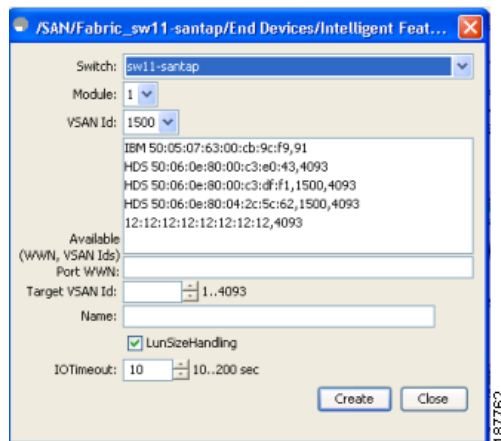 /SAN/Fabric_sw11-santap/End Devices/Intelligent Feat...
Switch: sw11-santap
Module: 1
VSAN Id: 1500
IBM 50:05:07:63:00:cb:9c:f9,91
HDS 50:06:0e:80:00:c3:e0:43,4093
HDS 50:06:0e:80:00:c3:df:f1,1500,4093
HDS 50:06:0e:80:04:2c:5c:62,1500,4093
12:12:12:12:12:12:12:12,4093
Available
(WWN, VSAN Ids)
Port WWN:
Target VSAN Id: 1..4093
Name:
LunSizeHandling
IOTimeout: 10 10..200 sec
Create Close
187762